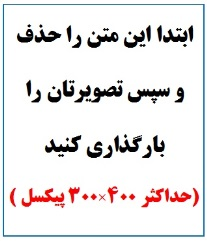 ابتدا این متن را حذف
و سپس تصویرتان را
بارگذاری کنید
(حداکثر ۴۰۰×۳۰۰ پیکسل )